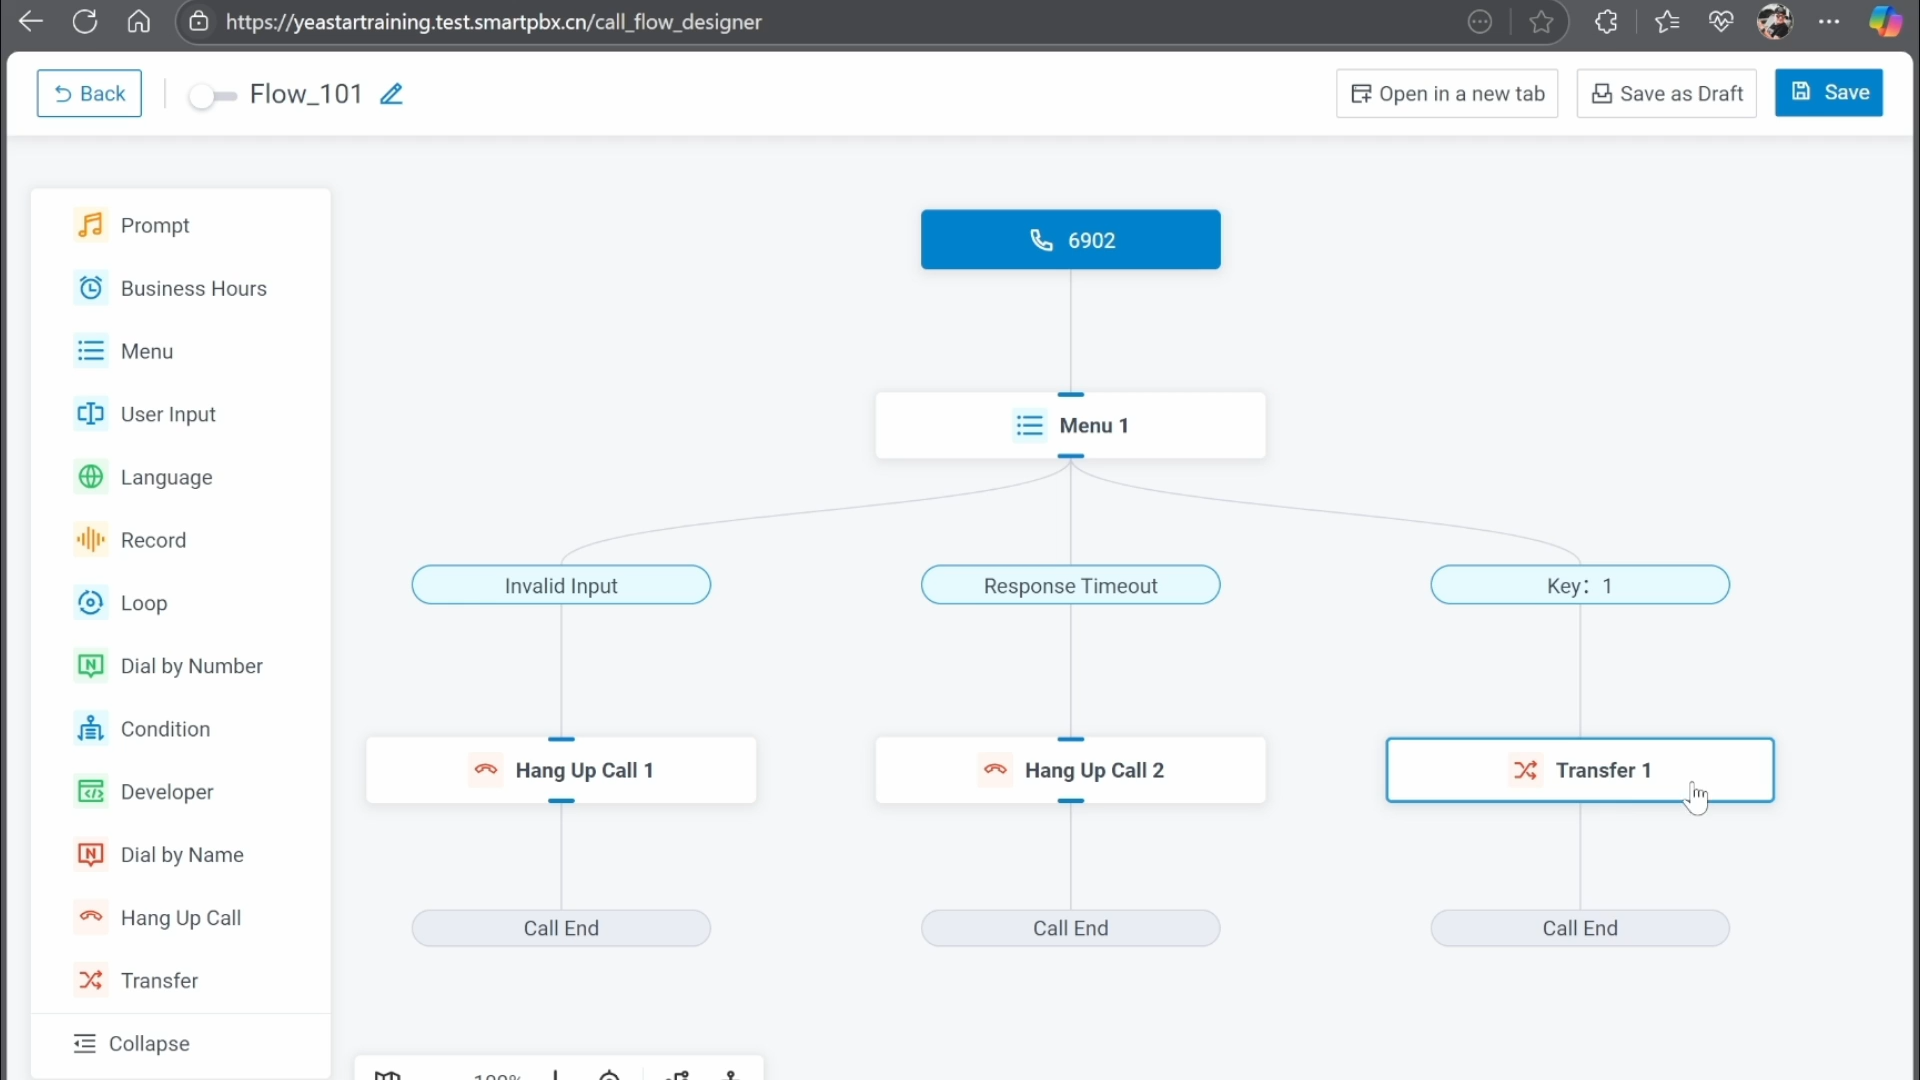 https://yeastartraining.test.smartpbx.cn/call_flow_designer
Back
Flow_101
Open in a new tab
Save as Draft
Save
Prompt
Business Hours
Menu
User Input
Language
Record
Loop
Dial by Number
Condition
Developer
Dial by Name
Hang Up Call
Transfer
Collapse
6902
Menu 1
Invalid Input
Response Timeout
Key: 1
Hang Up Call 1
Hang Up Call 2
Transfer 1
Call End
Call End
Call End
100%